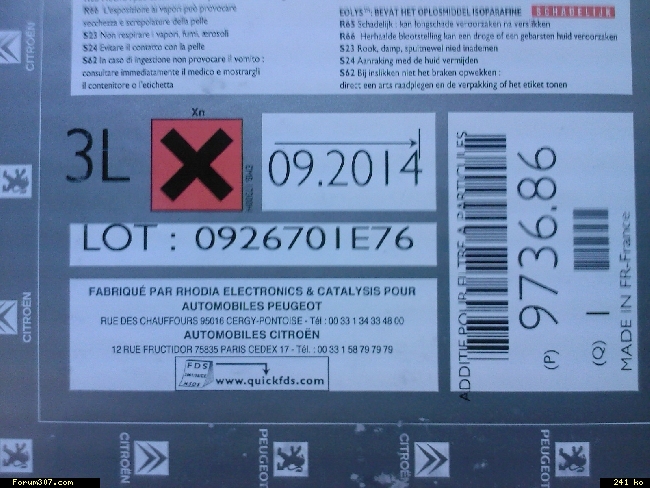 R66 L'esposizione ai vapori può provocare
secchezza e screpolature della pelle
S23 Non respirare i vapori, fumi, aerosoli
S24 Evitare il contatto con la pelle
S62 In caso di ingestione non provocare il vomito :
consultare immediatamente il medico e mostrargli
il contenitore o l'etichetta
EOLYS™: BEVAT HET OPLOSMIDDEL ISOPARAFINE SCHADELIJK
R65 Schadelijk : kan longschade veroorzaken na verslikken
R66 Herhaalde blootstelling kan een droge of een gebarsten huid veroorzaken
S23 Rook, damp, spuitnevel niet inademen
S24 Aanraking met de huid vermijden
S62 Bij inslikken niet het braken opwekken :
direct een arts raadplegen en de verpakking of het etiket tonen
3L
Xn
09.2014
LOT : 0926701E76
FABRIQUÉ PAR RHODIA ELECTRONICS & CATALYSIS POUR
AUTOMOBILES PEUGEOT
RUE DES CHAUFFOURS 95016 CERGY-PONTOISE - Tél : 00 33 1 34 33 48 00
AUTOMOBILES CITROËN
12 RUE FRUCTIDOR 75835 PARIS CEDEX 17 - Tél. : 00 33 1 58 79 79 79
FDS
MSDS
www.quickfds.com
ADDITIF POUR FILTRE A PARTICULES
(P) 9736.86
(Q) 1
MADE IN FR-France
CITROËN
CITROËN
CITROËN
PEUGEOT
CITROËN
PEUGEOT
Forum307.com
241 ko